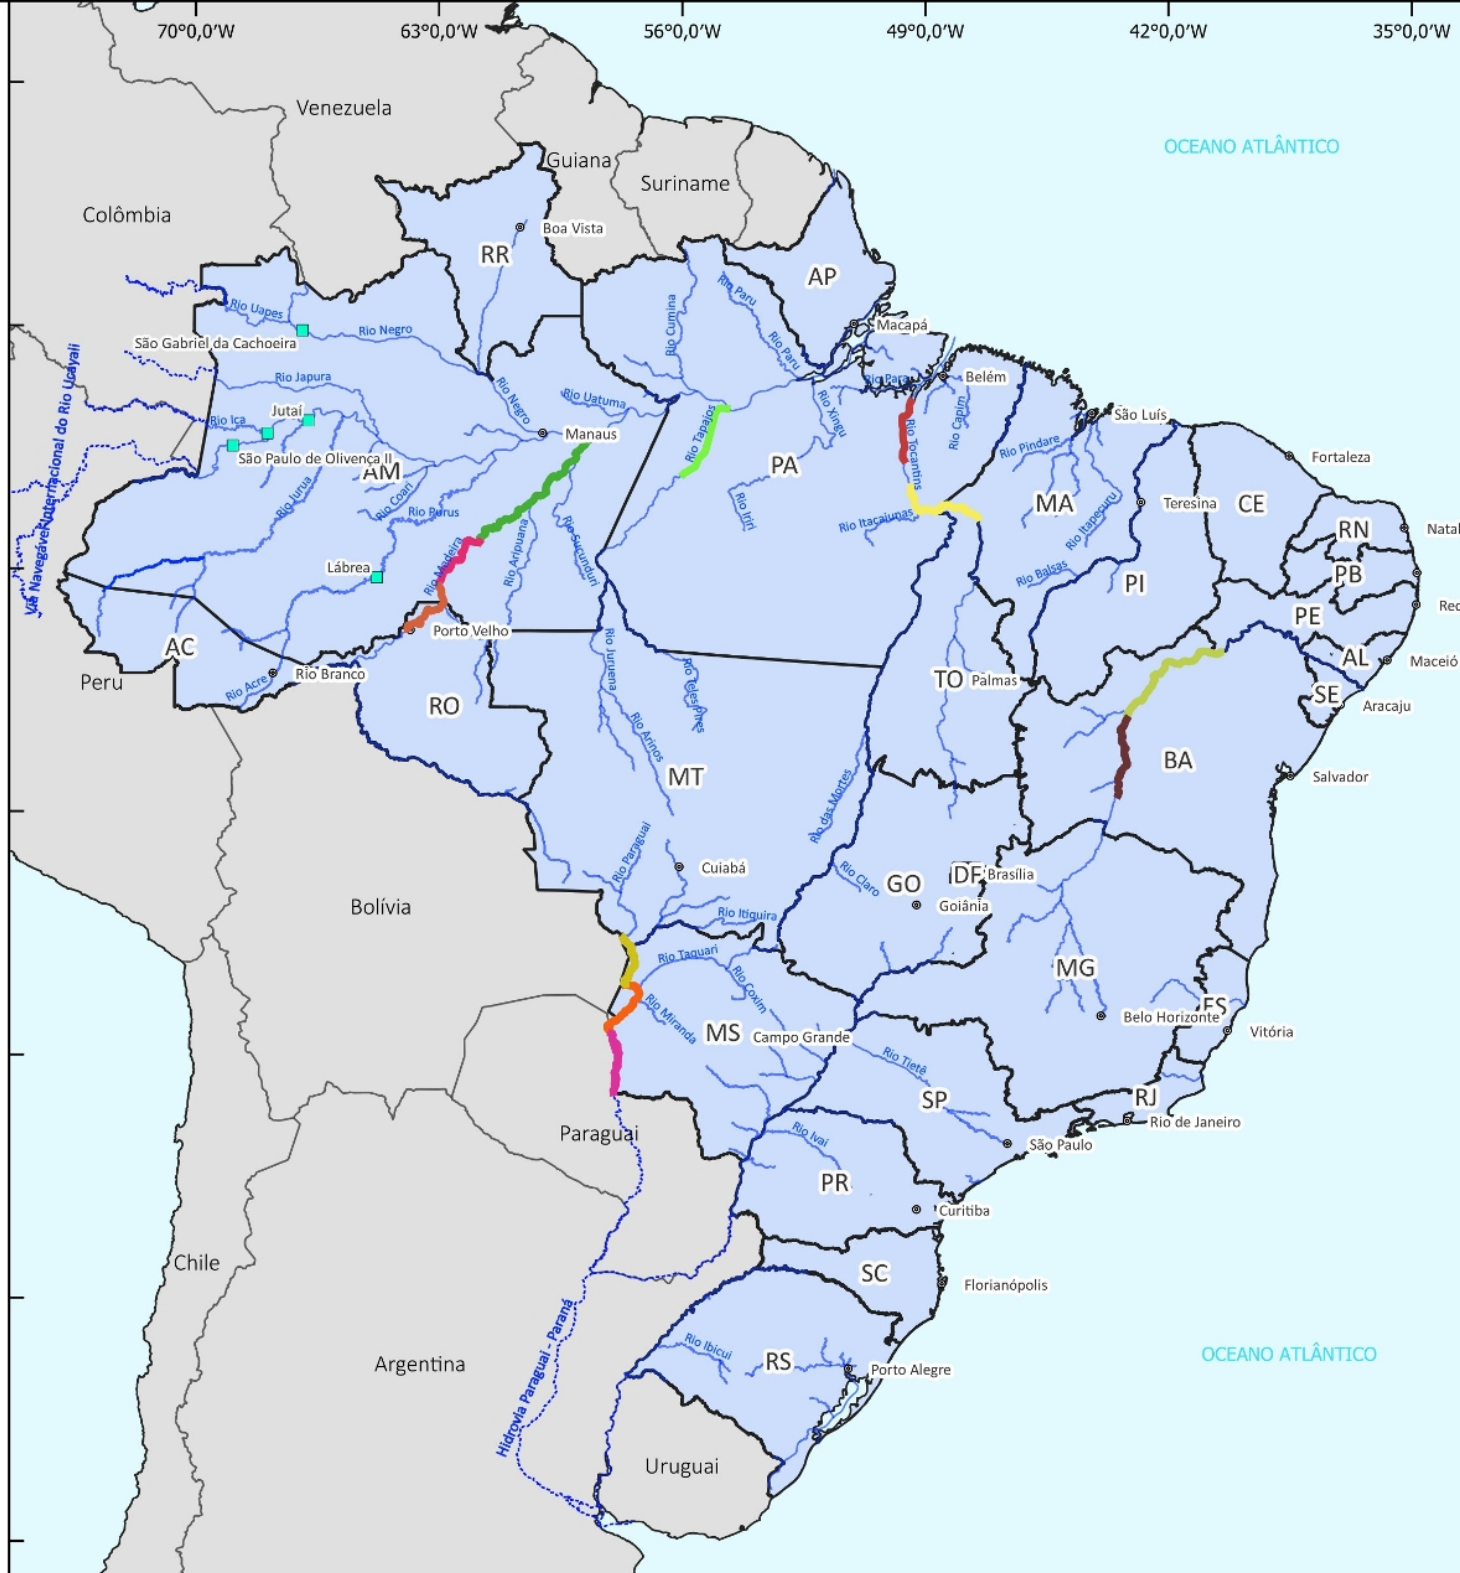 70°0,0'W
63°0,0'W
56°0,0'W
49°0,0'W
42°0,0'W
35°0,0'W
Venezuela
Guiana
Suriname
Colômbia
OCEANO ATLÂNTICO
RR
Boa Vista
AP
Macapá
Rio Uapes
Rio Negro
São Gabriel da Cachoeira
Rio Cumina
Rio Paru
Rio Paru
Rio Para
Belém
Rio Japura
Rio Negro
Rio Uatuma
Rio Xingu
Rio Capim
São Luís
Jutaí
Rio Ica
Manaus
Rio Tapajos
Rio Tocantins
Rio Pindare
Fortaleza
São Paulo de Olivença II
AM
PA
Rio Jurua
Rio Coari
Rio Purus
Rio Iriri
Rio Itacaiunas
MA
Rio Itapecuru
Teresina
CE
RN
Natal
Via Navegável Internacional do Rio Ucayali
Lábrea
Rio Madeira
Rio Aripuana
Rio Sucunduri
Rio Balsas
PI
PB
PE
Rec
AC
Porto Velho
Rio Juruena
Rio Teles Pires
AL
Maceió
Peru
Rio Acre
Rio Branco
RO
TO
Palmas
SE
Aracaju
Rio Arinos
MT
BA
Salvador
Rio das Mortes
Rio Paraguai
Cuiabá
Rio Claro
GO
DF
Brasília
Goiânia
Bolívia
Rio Itiquira
Rio Taquari
MG
Rio Coxim
Rio Miranda
MS
Campo Grande
Belo Horizonte
ES
Vitória
Rio Tietê
SP
RJ
Rio de Janeiro
Paraguai
Rio Ivai
São Paulo
PR
Curitiba
Chile
SC
Florianópolis
Hidrovia Paraguai - Paraná
Argentina
Rio Ibicui
RS
Porto Alegre
OCEANO ATLÂNTICO
Uruguai